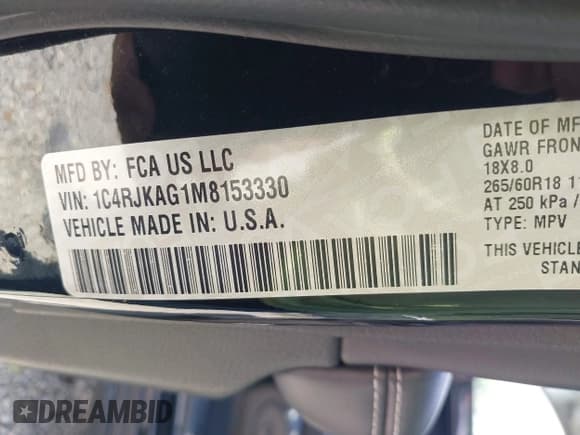 MFD BY: FCA US LLC
VIN: 1C4RJKAG1M8153330
VEHICLE MADE IN: U.S.A.
DATE OF MF
GAWR FRON
18X8.0
265/60R18 1
AT 250 kPa /
TYPE: MPV
THIS VEHICLE
STAN
DREAMBID